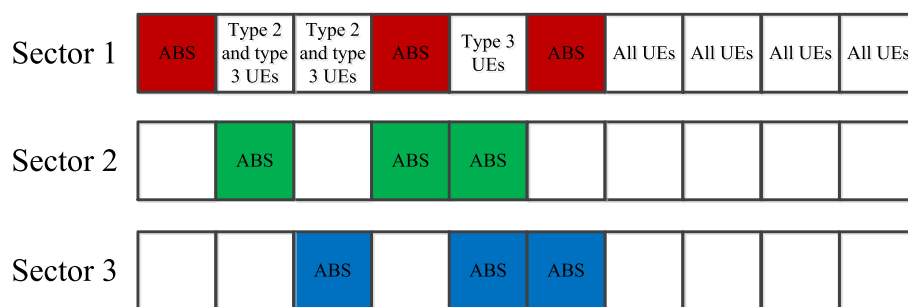 Sector 1
ABS
Type 2
and type
3 UEs
Type 2
and type
3 UEs
ABS
Type 3
UEs
ABS
All UEs
All UEs
All UEs
All UEs
Sector 2
ABS
ABS
ABS
Sector 3
ABS
ABS
ABS